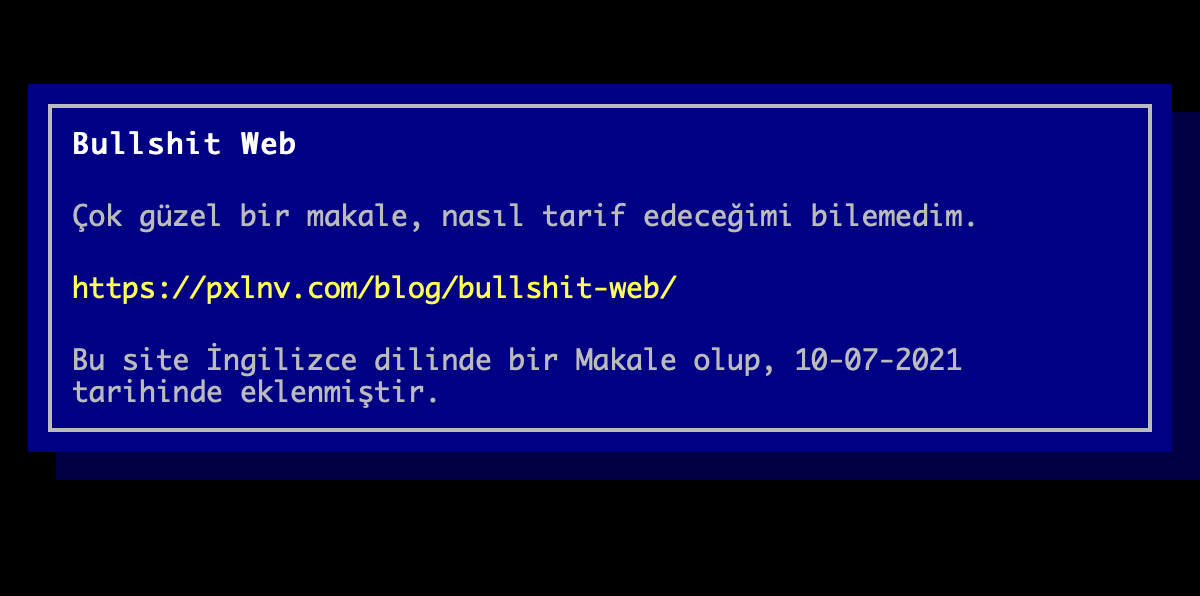 Bullshit Web
Çok güzel bir makale, nasıl tarif edeceğimi bilemedim.
https://pxlnv.com/blog/bullshit-web/
Bu site İngilizce dilinde bir Makale olup, 10-07-2021
tarihinde eklenmiştir.